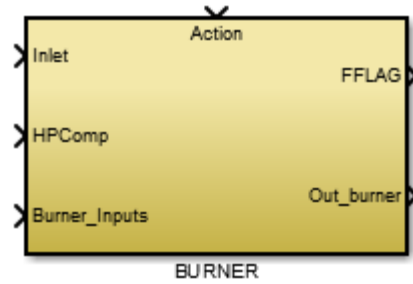 Action
Inlet
FFLAG
HPComp
Out_burner
Burner_Inputs
BURNER